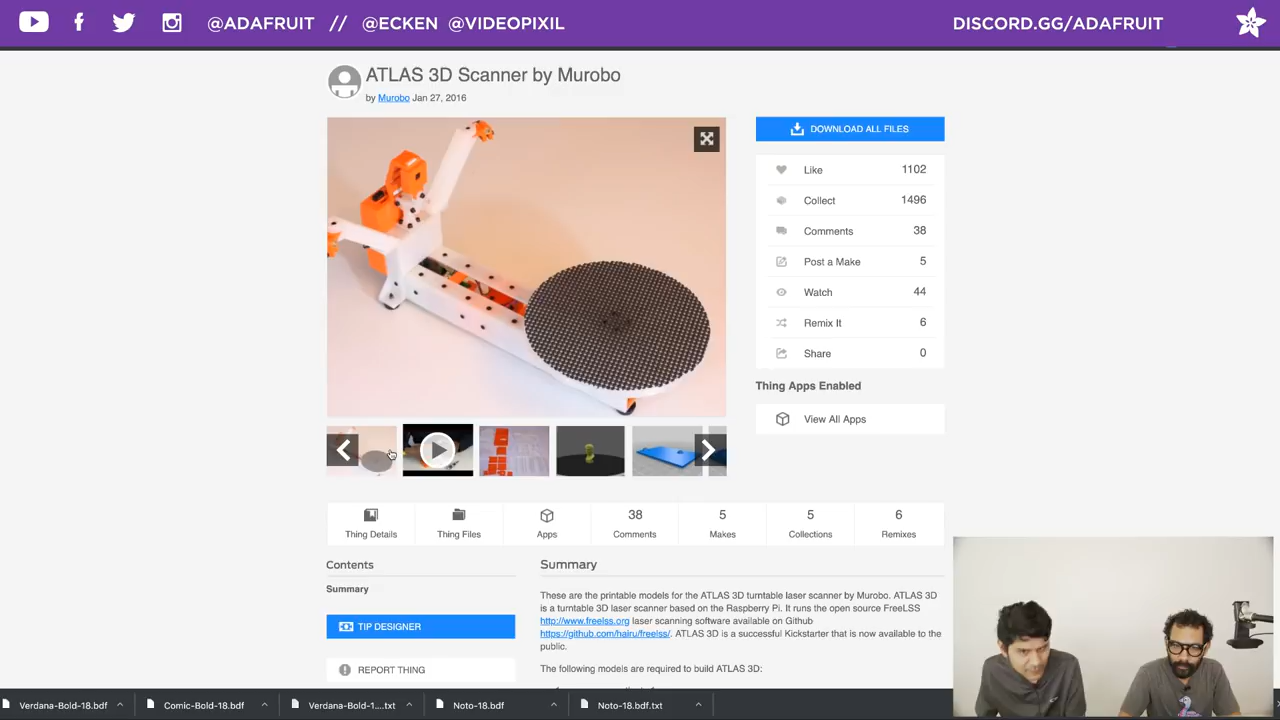 @ADAFRUIT // @ECKEN @VIDEOPIXIL
DISCORD.GG/ADAFRUIT
ATLAS 3D Scanner by Murobo
by Murobo Jan 27, 2016
DOWNLOAD ALL FILES
Like 1102
Collect 1496
Comments 38
Post a Make 5
Watch 44
Remix It 6
Share 0
Thing Apps Enabled
View All Apps
38 5 5 6
Thing Details Thing Files Apps Comments Makes Collections Remixes
Contents
Summary
TIP DESIGNER
REPORT THING
Summary
These are the printable models for the ATLAS 3D turntable laser scanner by Murobo. ATLAS 3D
is a turntable 3D laser scanner based on the Raspberry Pi. It runs the open source FreeLSS
http://www.freelss.org laser scanning software available on Github
https://github.com/hairu/freelss/. ATLAS 3D is a successful Kickstarter that is now available to the
public.
The following models are required to build ATLAS 3D:
Verdana-Bold-18.bdf Comic-Bold-18.bdf Verdana-Bold-1....txt Noto-18.bdf Noto-18.bdf.txt